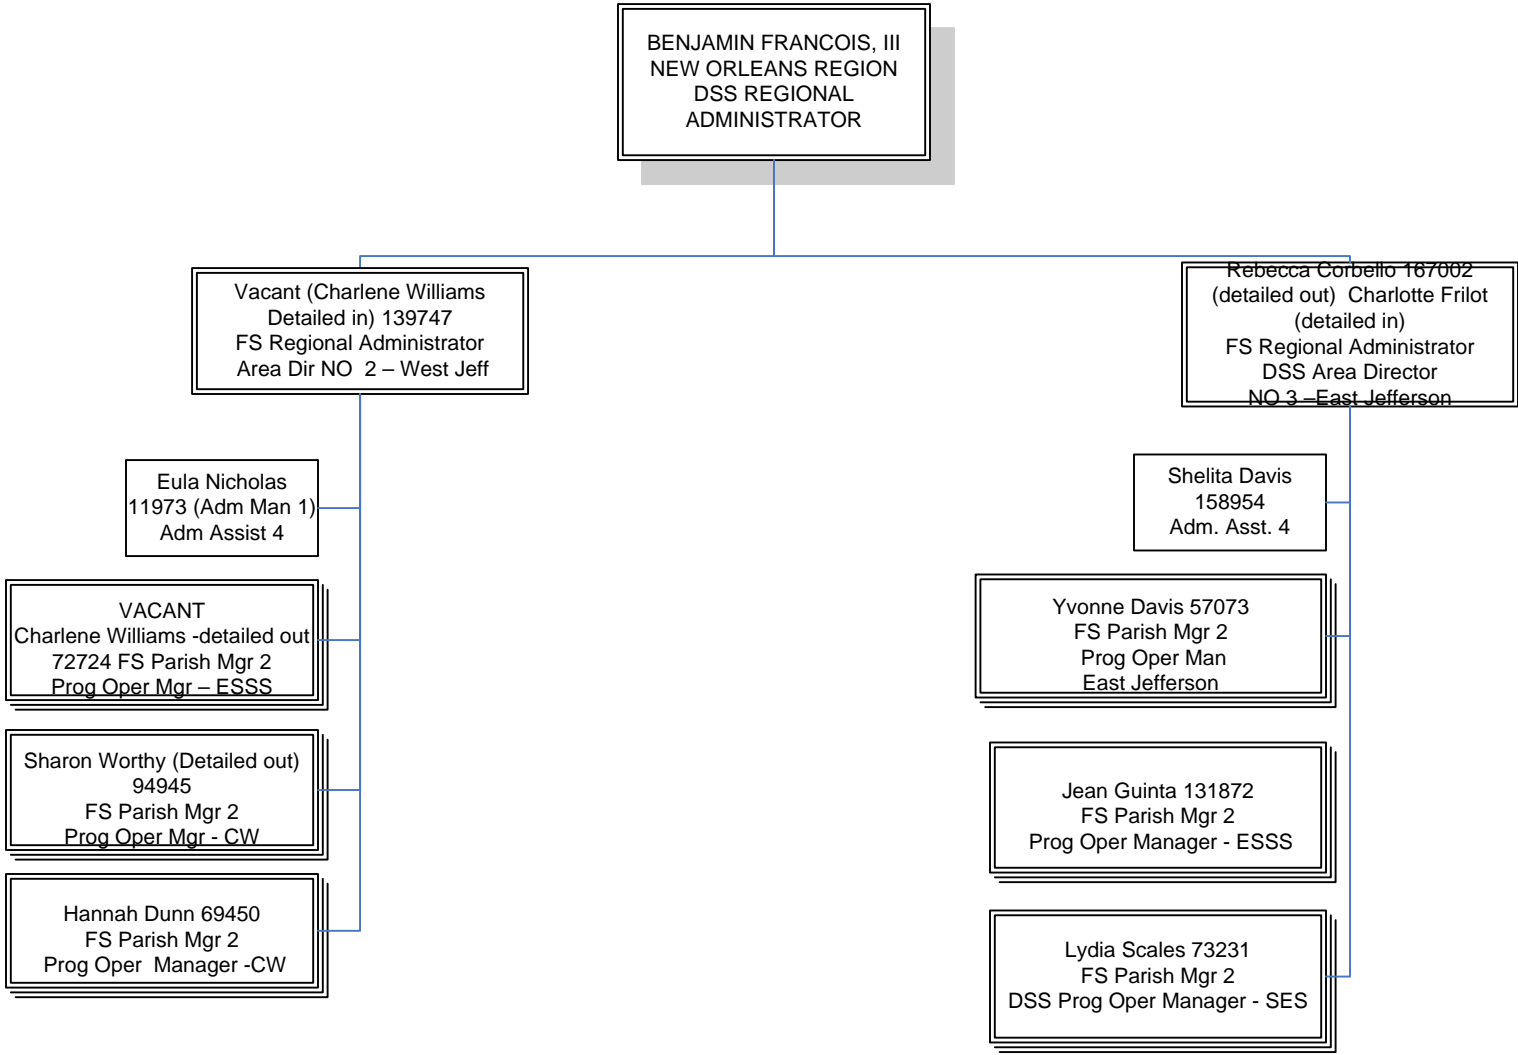 BENJAMIN FRANCOIS, III
NEW ORLEANS REGION
DSS REGIONAL
ADMINISTRATOR
Vacant (Charlene Williams
Detailed in) 139747
FS Regional Administrator
Area Dir NO 2 – West Jeff
Eula Nicholas
11973 (Adm Man 1)
Adm Assist 4
VACANT
Charlene Williams -detailed out
72724 FS Parish Mgr 2
Prog Oper Mgr – ESSS
Sharon Worthy (Detailed out)
94945
FS Parish Mgr 2
Prog Oper Mgr - CW
Hannah Dunn 69450
FS Parish Mgr 2
Prog Oper Manager -CW
Rebecca Corbello 167002
(detailed out) Charlotte Frilot
(detailed in)
FS Regional Administrator
DSS Area Director
NO 3 –East Jefferson
Shelita Davis
158954
Adm. Asst. 4
Yvonne Davis 57073
FS Parish Mgr 2
Prog Oper Man
East Jefferson
Jean Guinta 131872
FS Parish Mgr 2
Prog Oper Manager - ESSS
Lydia Scales 73231
FS Parish Mgr 2
DSS Prog Oper Manager - SES